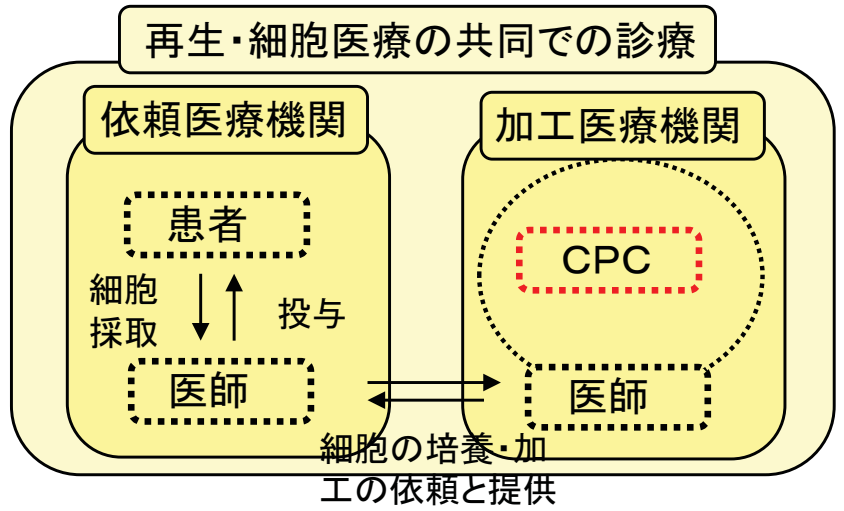 再生・細胞医療の共同での診療
依頼医療機関
加工医療機関
患者
CPC
細胞
採取
投与
医師
医師
細胞の培養・加
工の依頼と提供